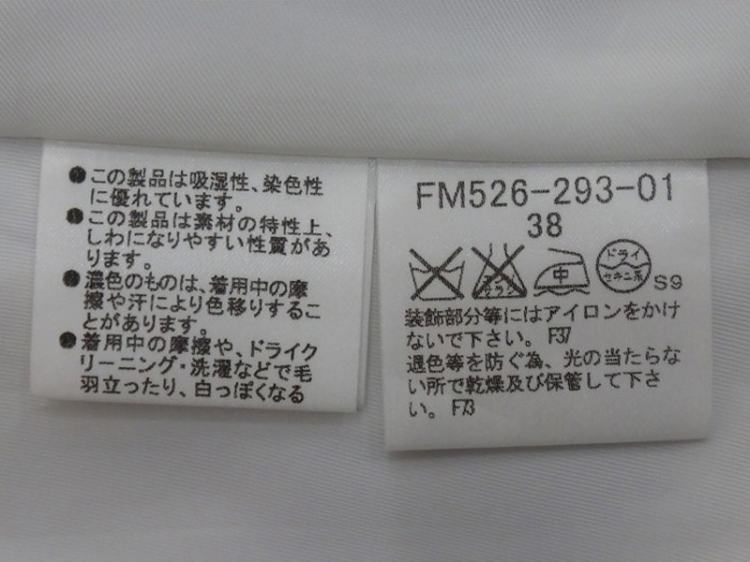 ●この製品は吸湿性、染色性
に優れています。
●この製品は素材の特性上、
しわになりやすい性質があ
ります。
●濃色のものは、着用中の摩
擦や汗により色移りするこ
とがあります。
●着用中の摩擦や、ドライク
リーニング・洗濯などで毛
羽立ったり、白っぽくなる
FM526-293-01
38
エンソサラシ
中
ドライ
セキユ系
S9
装飾部分等にはアイロンをかけ
ないで下さい。F37
退色等を防ぐ為、光の当たらな
い所で乾燥及び保管して下さ
い。F73